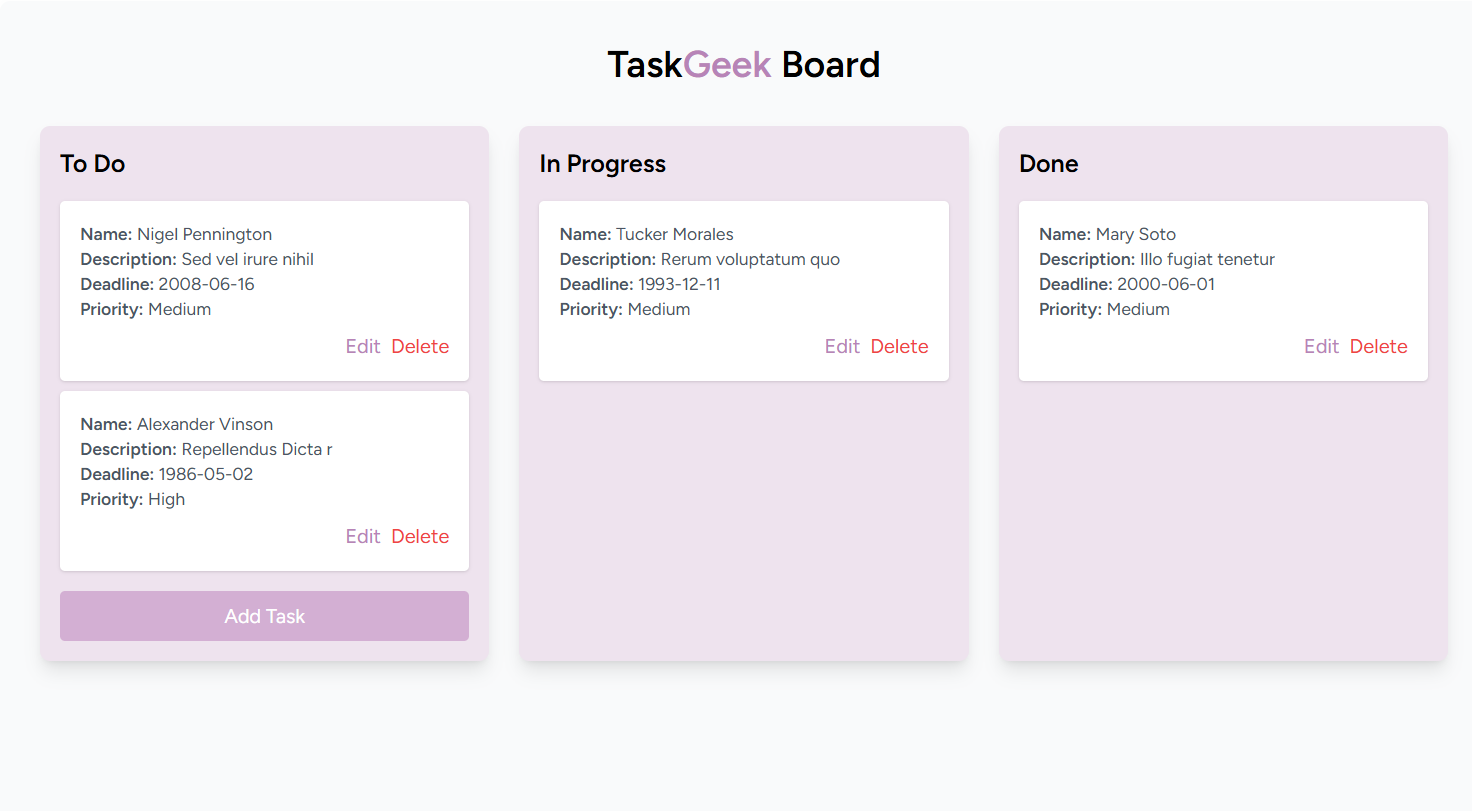 TaskGeek Board
To Do
Name: Nigel Pennington
Description: Sed vel irure nihil
Deadline: 2008-06-16
Priority: Medium
Edit Delete
Name: Alexander Vinson
Description: Repellendus Dicta r
Deadline: 1986-05-02
Priority: High
Edit Delete
Add Task
In Progress
Name: Tucker Morales
Description: Rerum voluptatum quo
Deadline: 1993-12-11
Priority: Medium
Edit Delete
Done
Name: Mary Soto
Description: Illo fugiat tenetur
Deadline: 2000-06-01
Priority: Medium
Edit Delete